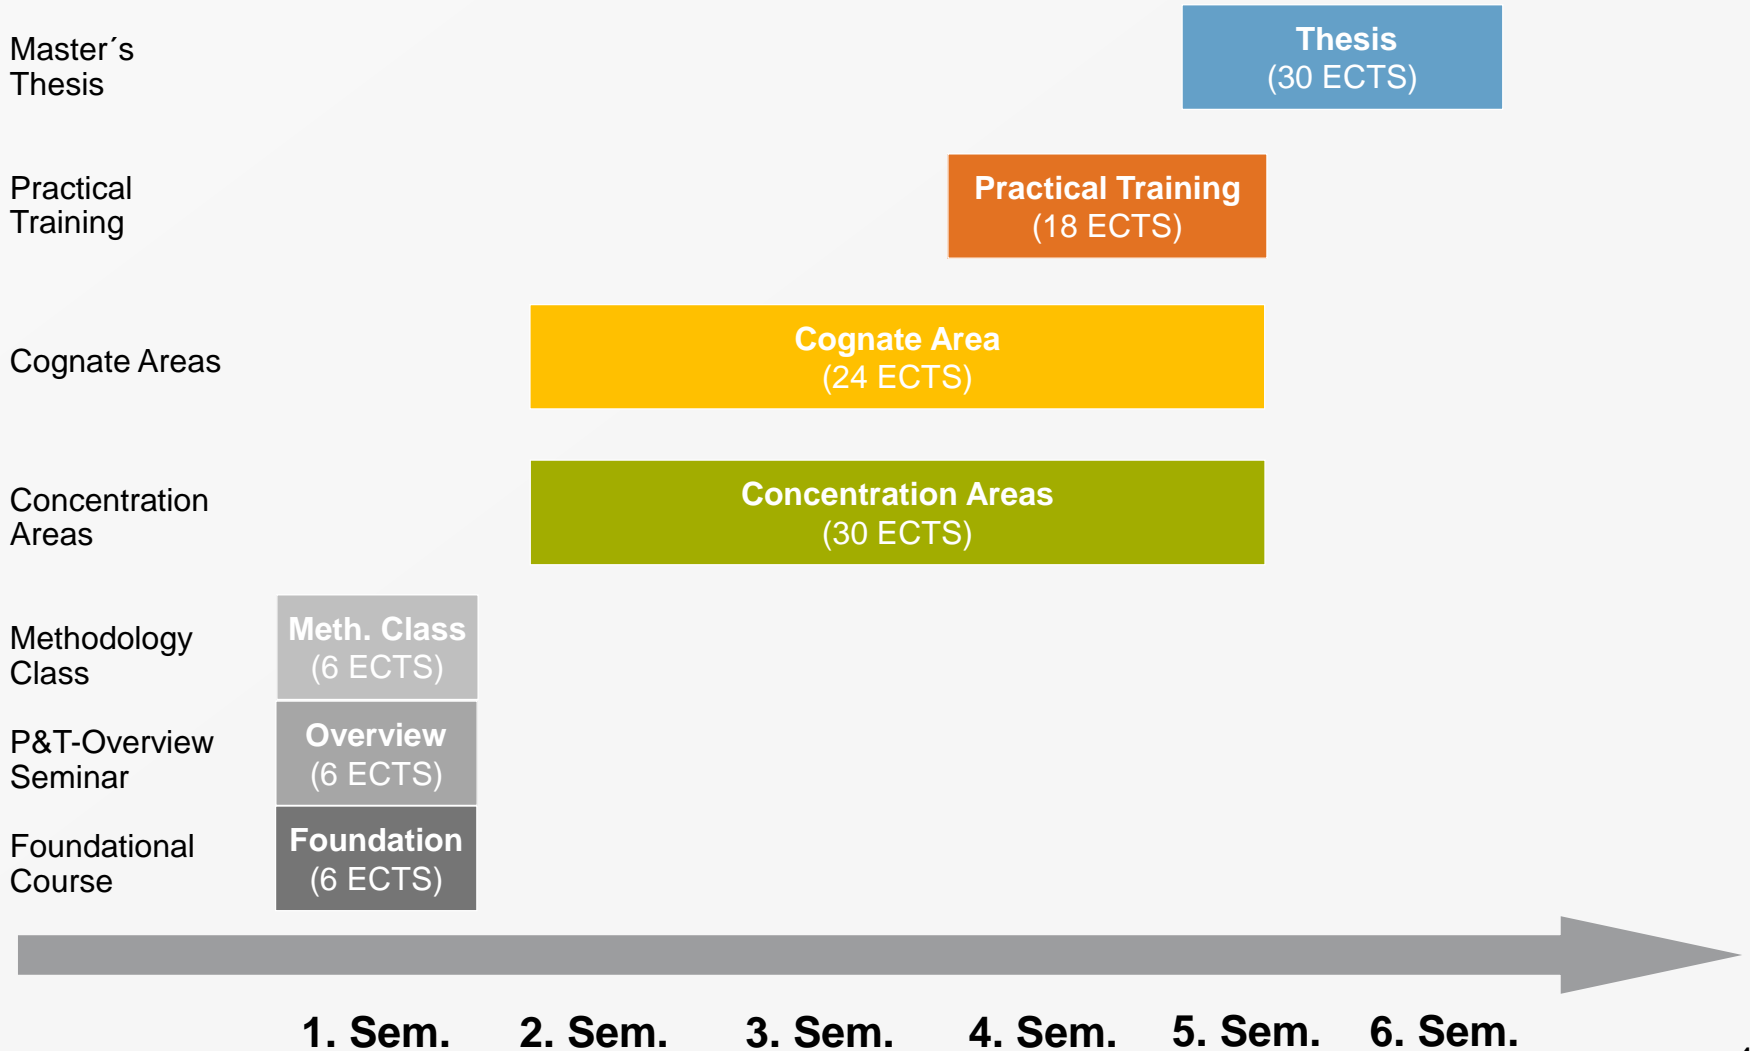 Master´s
Thesis
Thesis
(30 ECTS)
Practical
Training
Practical Training
(18 ECTS)
Cognate Areas
Cognate Area
(24 ECTS)
Concentration
Areas
Concentration Areas
(30 ECTS)
Methodology
Class
Meth. Class
(6 ECTS)
P&T-Overview
Seminar
Overview
(6 ECTS)
Foundational
Course
Foundation
(6 ECTS)
1. Sem. 2. Sem. 3. Sem. 4. Sem. 5. Sem. 6. Sem.